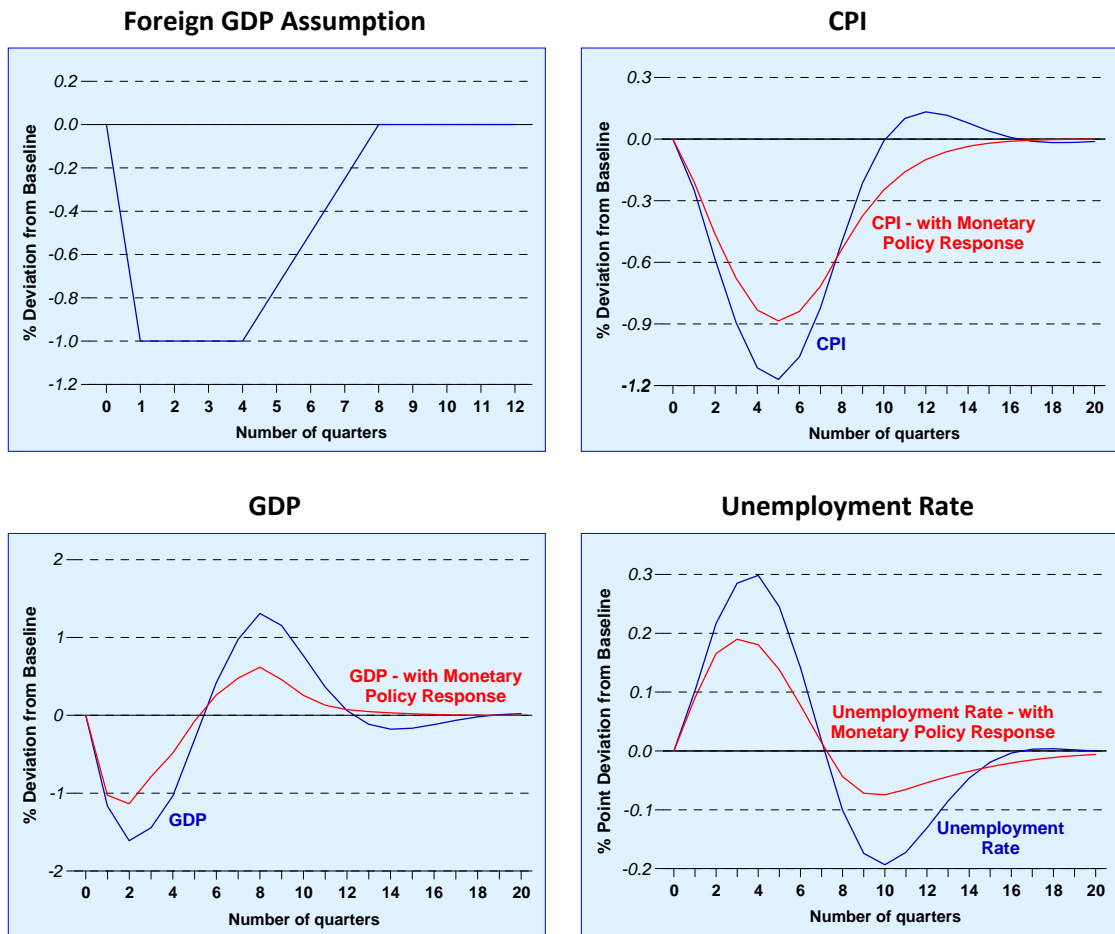 Foreign GDP Assumption
% Deviation from Baseline
0.2
0.0
-0.2
-0.4
-0.6
-0.8
-1.0
-1.2
0 1 2 3 4 5 6 7 8 9 10 11 12
Number of quarters
CPI
% Deviation from Baseline
0.3
0.0
-0.3
-0.6
-0.9
-1.2
CPI - with Monetary
Policy Response
CPI
0 2 4 6 8 10 12 14 16 18 20
Number of quarters
GDP
% Deviation from Baseline
2
1
0
-1
-2
GDP - with Monetary
Policy Response
GDP
0 2 4 6 8 10 12 14 16 18 20
Number of quarters
Unemployment Rate
% Point Deviation from Baseline
0.3
0.2
0.1
0.0
-0.1
-0.2
Unemployment Rate - with
Monetary Policy Response
Unemployment
Rate
0 2 4 6 8 10 12 14 16 18 20
Number of quarters